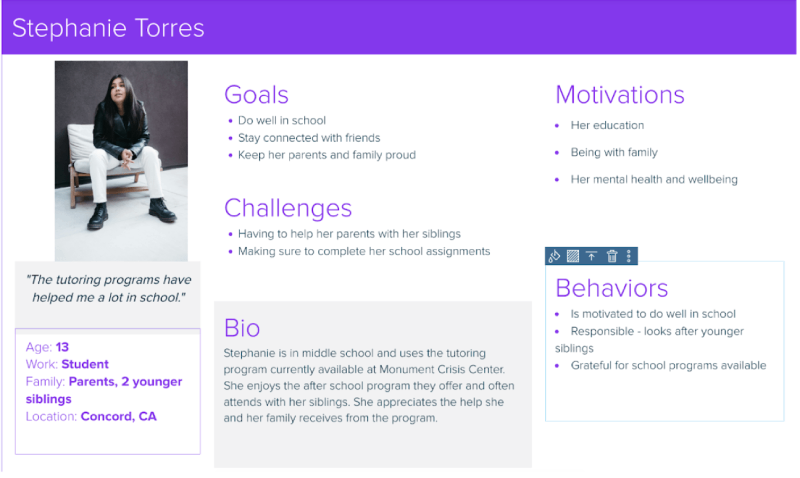 Stephanie Torres
"The tutoring programs have
helped me a lot in school."
Age: 13
Work: Student
Family: Parents, 2 younger
siblings
Location: Concord, CA
Goals
• Do well in school
• Stay connected with friends
• Keep her parents and family proud
Challenges
• Having to help her parents with her siblings
• Making sure to complete her school assignments
Bio
Stephanie is in middle school and uses the tutoring
program currently available at Monument Crisis Center.
She enjoys the after school program they offer and often
attends with her siblings. She appreciates the help she
and her family receives from the program.
Motivations
• Her education
• Being with family
• Her mental health and wellbeing
Behaviors
• Is motivated to do well in school
• Responsible - looks after younger
siblings
• Grateful for school programs available